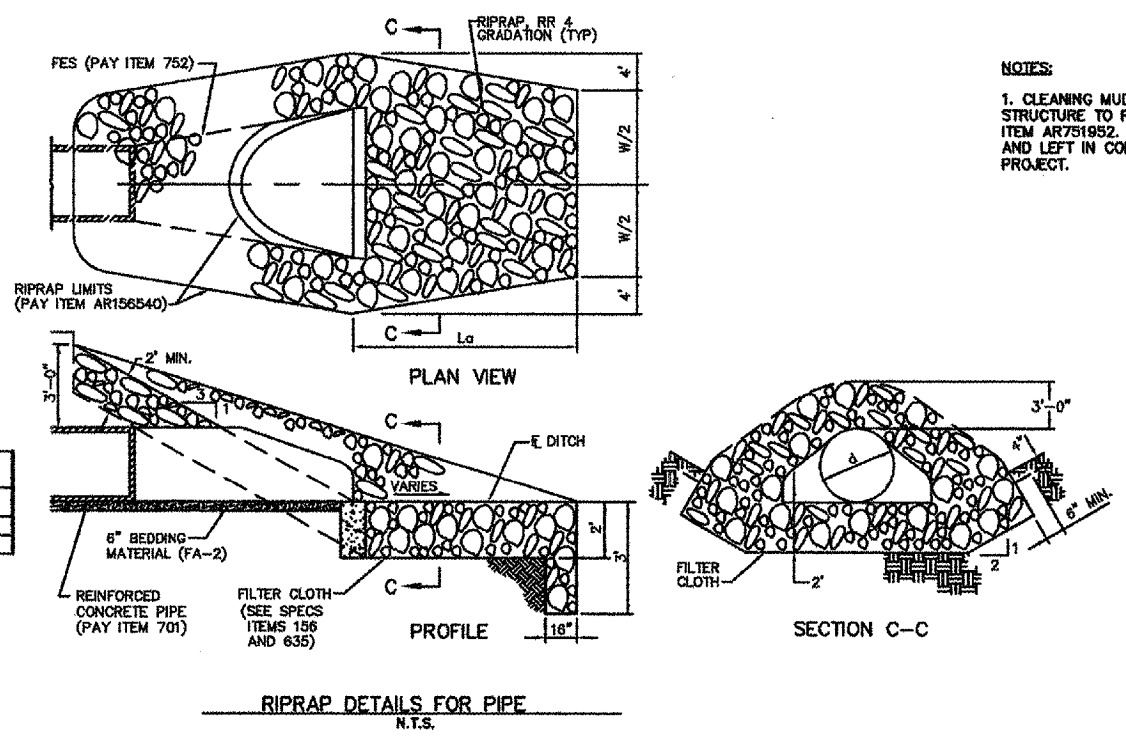 C
RIPRAP, RR 4
GRADATION (TYP)
FES (PAY ITEM 752)
4'
W/2
W/2
4'
RIPRAP LIMITS
(PAY ITEM AR156540)
C
La
PLAN VIEW
NOTES:
1. CLEANING MUD
STRUCTURE TO
ITEM AR751952.
AND LEFT IN
PROJECT.
3'-0"
2' MIN.
3
1
C
℄ DITCH
VARIES
2'
3'
6" BEDDING
MATERIAL (FA-2)
REINFORCED
CONCRETE PIPE
(PAY ITEM 701)
FILTER CLOTH
(SEE SPECS
ITEMS 156
AND 635)
C
16"
PROFILE
3'-0"
d
6" MIN.
1
2
FILTER
CLOTH
2'
SECTION C-C
RIPRAP DETAILS FOR PIPE
N.T.S.